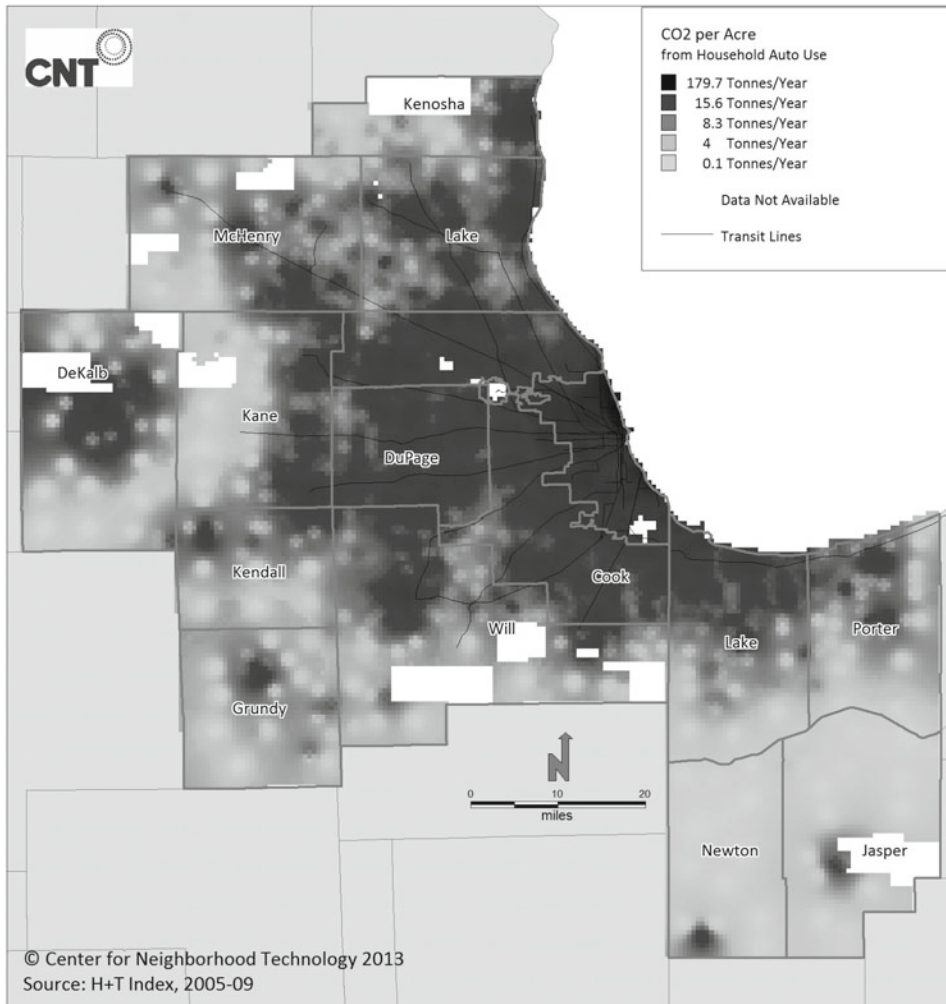 CNT
CO2 per Acre
from Household Auto Use
179.7 Tonnes/Year
15.6 Tonnes/Year
8.3 Tonnes/Year
4 Tonnes/Year
0.1 Tonnes/Year
Data Not Available
Transit Lines
Kenosha
McHenry
Lake
DeKalb
Kane
DuPage
Kendall
Cook
Will
Lake
Porter
Grundy
N
0 10 20
miles
Newton
Jasper
© Center for Neighborhood Technology 2013
Source: H+T Index, 2005-09